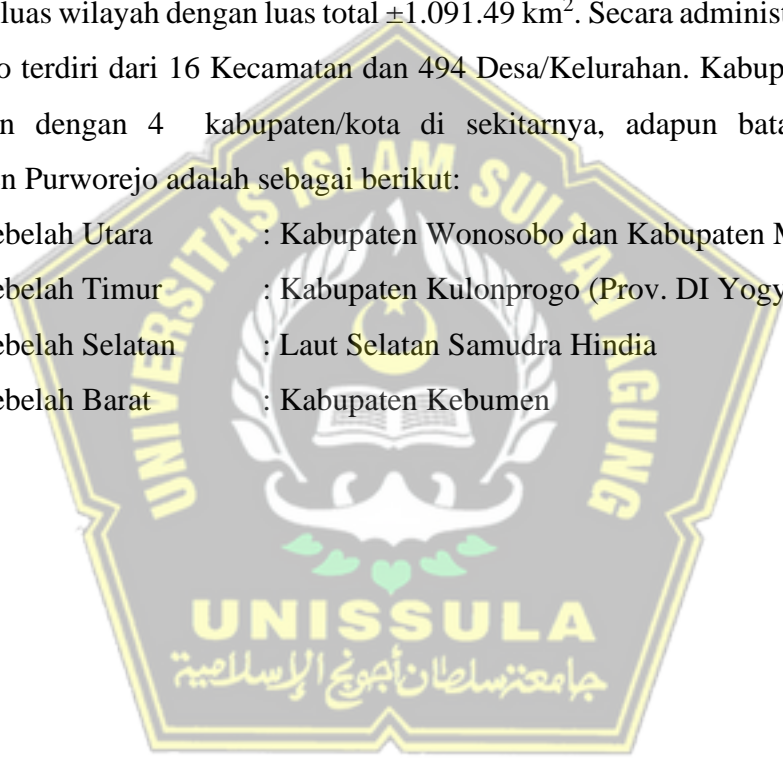 luas wilayah dengan luas total ±1.091.49 km². Secara adminis
o terdiri dari 16 Kecamatan dan 494 Desa/Kelurahan. Kabup
n dengan 4 kabupaten/kota di sekitarnya, adapun bata
n Purworejo adalah sebagai berikut:
ebelah Utara : Kabupaten Wonosobo dan Kabupaten M
ebelah Timur : Kabupaten Kulonprogo (Prov. DI Yogy
ebelah Selatan : Laut Selatan Samudra Hindia
ebelah Barat : Kabupaten Kebumen
UNIVERSITAS ISLAM SULTAN AGUNG
UNISSULA
جامعتنسلطان أجونج الإسلامية